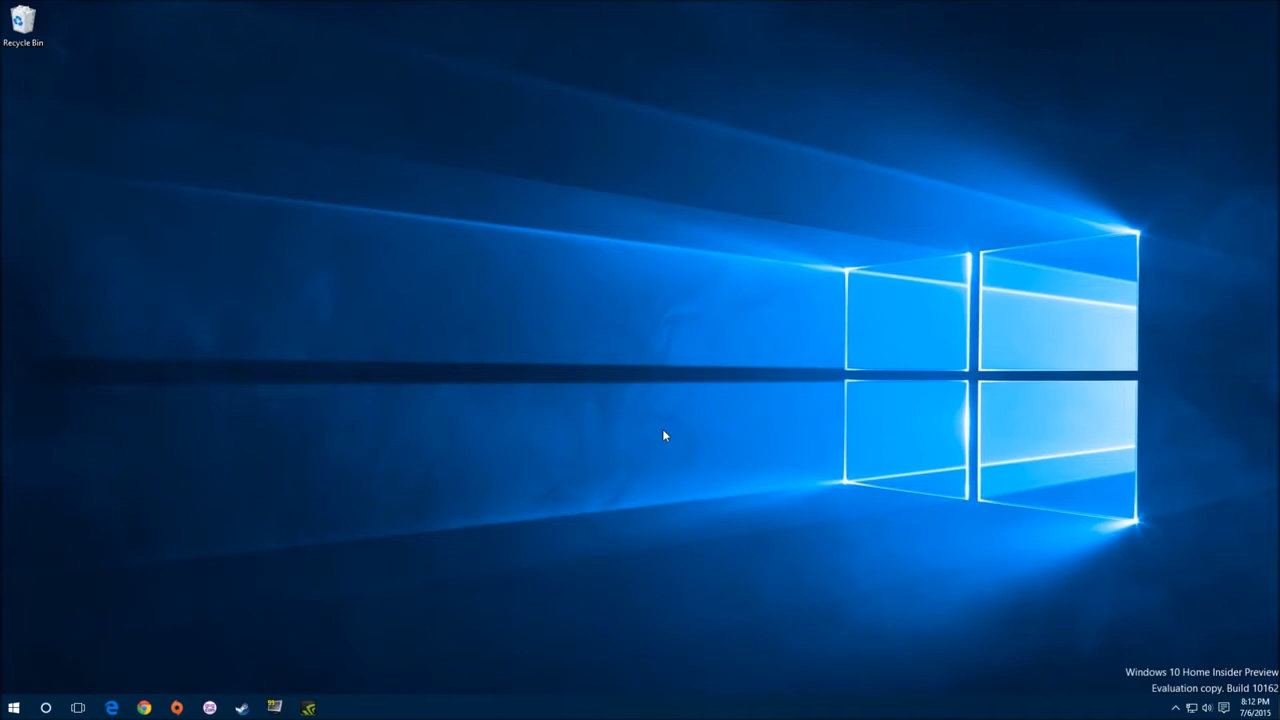 Recycle Bin
Windows 10 Home Insider Preview
Evaluation copy. Build 10162
8:12 PM
7/6/2015